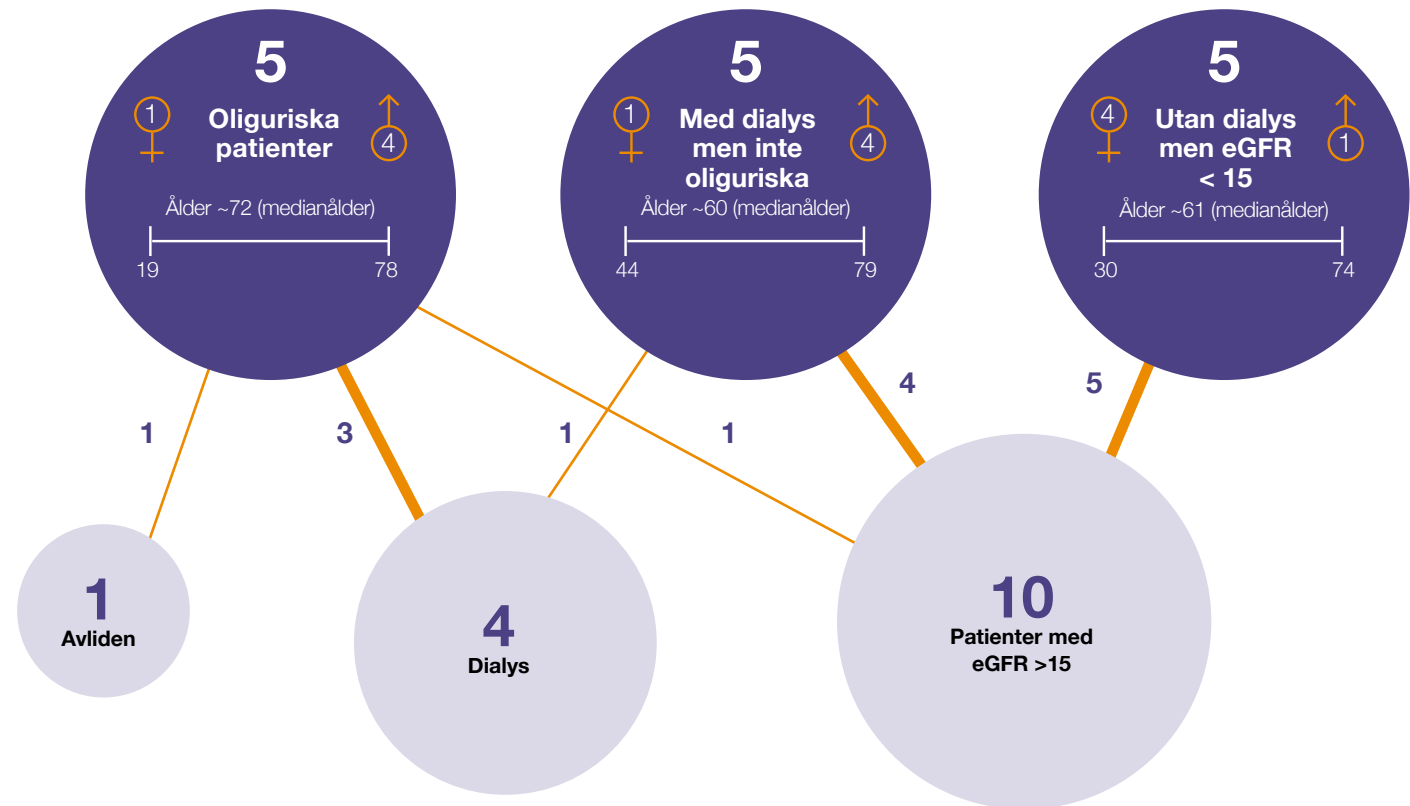 5
1
Oliguriska
patienter
4
Ålder ~72 (medianålder)
19
78
5
1
Med dialys
men inte
oliguriska
4
Ålder ~60 (medianålder)
44
79
5
4
Utan dialys
men eGFR
< 15
1
Ålder ~61 (medianålder)
30
74
1
3
1
1
4
5
1
Avliden
4
Dialys
10
Patienter med
eGFR >15